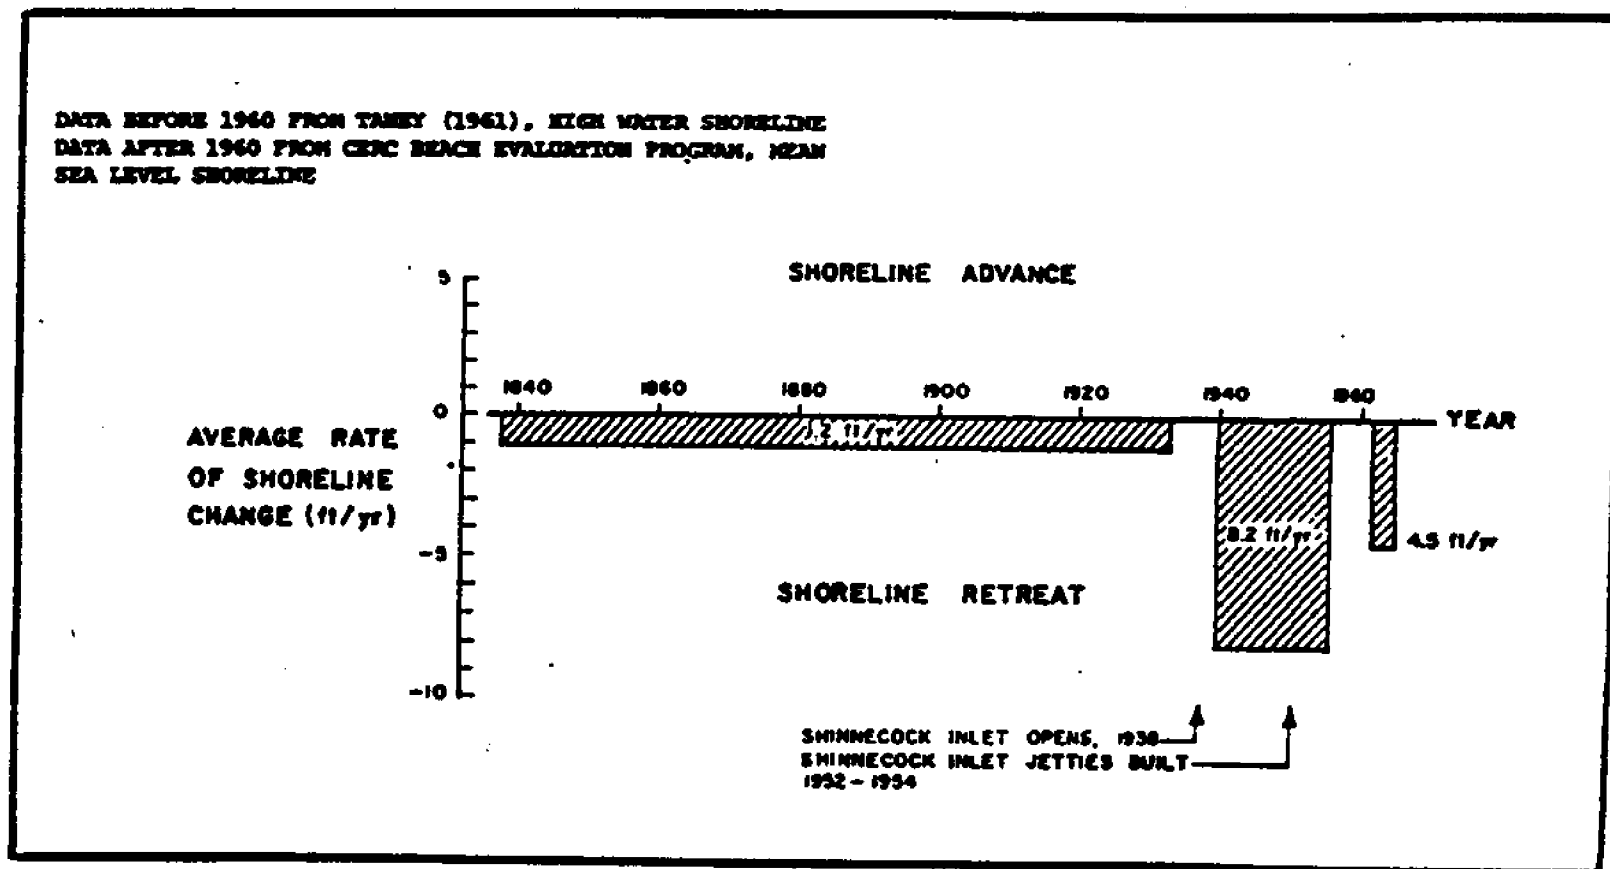 DATA BEFORE 1960 FROM TANEY (1961), HIGH WATER SHORELINE
DATA AFTER 1960 FROM CERC BEACH EVALUATION PROGRAM, MEAN
SEA LEVEL SHORELINE
SHORELINE ADVANCE
5
1840 1860 1880 1900 1920 1940 1960
0
YEAR
AVERAGE RATE
OF SHORELINE
CHANGE (ft/yr)
ft/yr
8.2 ft/yr
4.5 ft/yr
-5
SHORELINE RETREAT
-10
SHINNECOCK INLET OPENS, 1938
SHINNECOCK INLET JETTIES BUILT
1952 - 1954